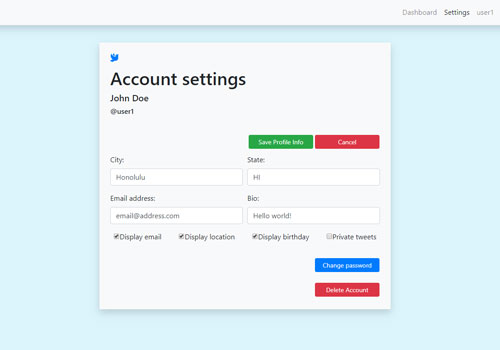 Dashboard Settings user1
Account settings
John Doe
@user1
Save Profile Info Cancel
City: State:
Honolulu HI
Email address: Bio:
email@address.com Hello world!
Display email Display location Display birthday Private tweets
Change password
Delete Account